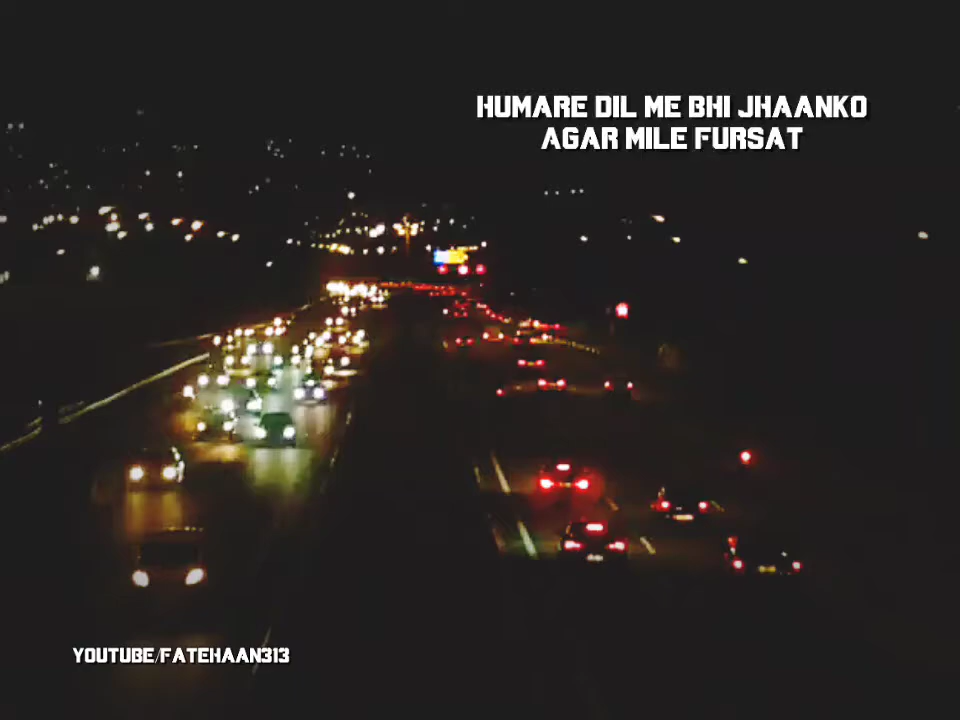 HUMARE DIL ME BHI JHAANKO
AGAR MILE FURSAT
YOUTUBE/FATEHAAN313